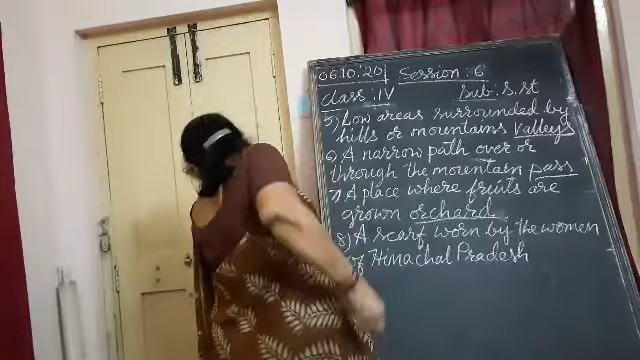 06.10.20 Session : 6
Class : IV Sub : S.St
5) Low areas surrounded by
hills or mountains valleys
6) A narrow path over or
through the mountain pass
7) A place where fruits are
grown orchard
8) A scarf worn by the women
of Himachal Pradesh